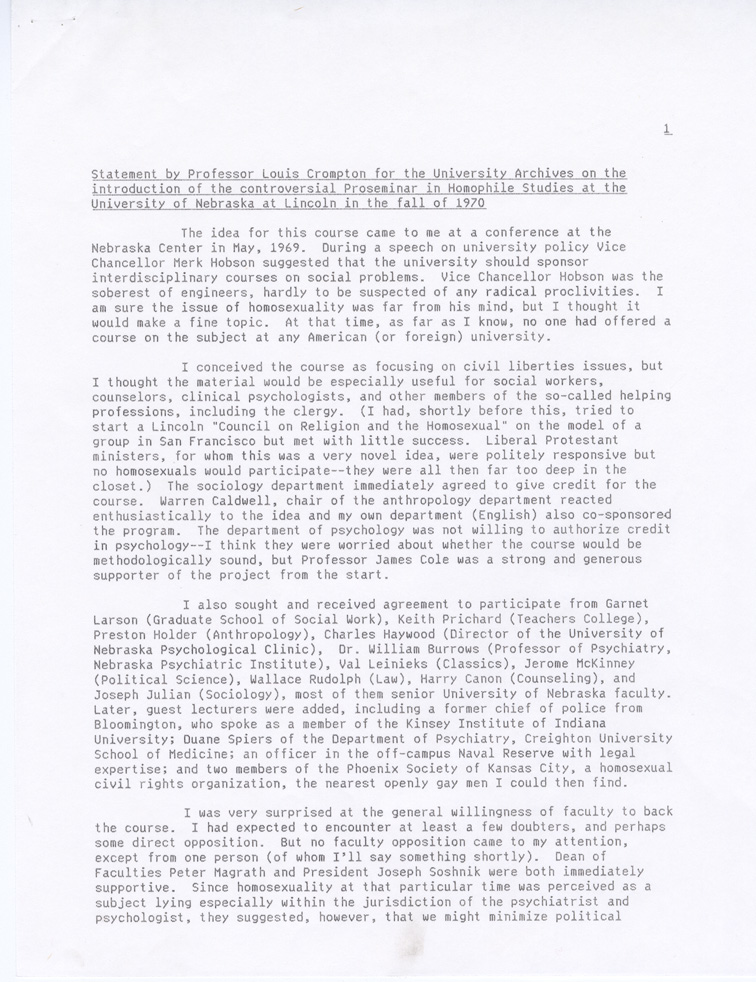 1
Statement by Professor Louis Crompton for the University Archives on the
introduction of the controversial Proseminar in Homophile Studies at the
University of Nebraska at Lincoln in the fall of 1970
The idea for this course came to me at a conference at the
Nebraska Center in May, 1969. During a speech on university policy Vice
Chancellor Merk Hobson suggested that the university should sponsor
interdisciplinary courses on social problems. Vice Chancellor Hobson was the
soberest of engineers, hardly to be suspected of any radical proclivities. I
am sure the issue of homosexuality was far from his mind, but I thought it
would make a fine topic. At that time, as far as I know, no one had offered a
course on the subject at any American (or foreign) university.
I conceived the course as focusing on civil liberties issues, but
I thought the material would be especially useful for social workers,
counselors, clinical psychologists, and other members of the so-called helping
professions, including the clergy. (I had, shortly before this, tried to
start a Lincoln "Council on Religion and the Homosexual" on the model of a
group in San Francisco but met with little success. Liberal Protestant
ministers, for whom this was a very novel idea, were politely responsive but
no homosexuals would participate--they were all then far too deep in the
closet.) The sociology department immediately agreed to give credit for the
course. Warren Caldwell, chair of the anthropology department reacted
enthusiastically to the idea and my own department (English) also co-sponsored
the program. The department of psychology was not willing to authorize credit
in psychology--I think they were worried about whether the course would be
methodologically sound, but Professor James Cole was a strong and generous
supporter of the project from the start.
I also sought and received agreement to participate from Garnet
Larson (Graduate School of Social Work), Keith Prichard (Teachers College),
Preston Holder (Anthropology), Charles Haywood (Director of the University of
Nebraska Psychological Clinic), Dr. William Burrows (Professor of Psychiatry,
Nebraska Psychiatric Institute), Val Leinieks (Classics), Jerome McKinney
(Political Science), Wallace Rudolph (Law), Harry Canon (Counseling), and
Joseph Julian (Sociology), most of them senior University of Nebraska faculty.
Later, guest lecturers were added, including a former chief of police from
Bloomington, who spoke as a member of the Kinsey Institute of Indiana
University; Duane Spiers of the Department of Psychiatry, Creighton University
School of Medicine; an officer in the off-campus Naval Reserve with legal
expertise; and two members of the Phoenix Society of Kansas City, a homosexual
civil rights organization, the nearest openly gay men I could then find.
I was very surprised at the general willingness of faculty to back
the course. I had expected to encounter at least a few doubters, and perhaps
some direct opposition. But no faculty opposition came to my attention,
except from one person (of whom I'll say something shortly). Dean of
Faculties Peter Magrath and President Joseph Soshnik were both immediately
supportive. Since homosexuality at that particular time was perceived as a
subject lying especially within the jurisdiction of the psychiatrist and
psychologist, they suggested, however, that we might minimize political